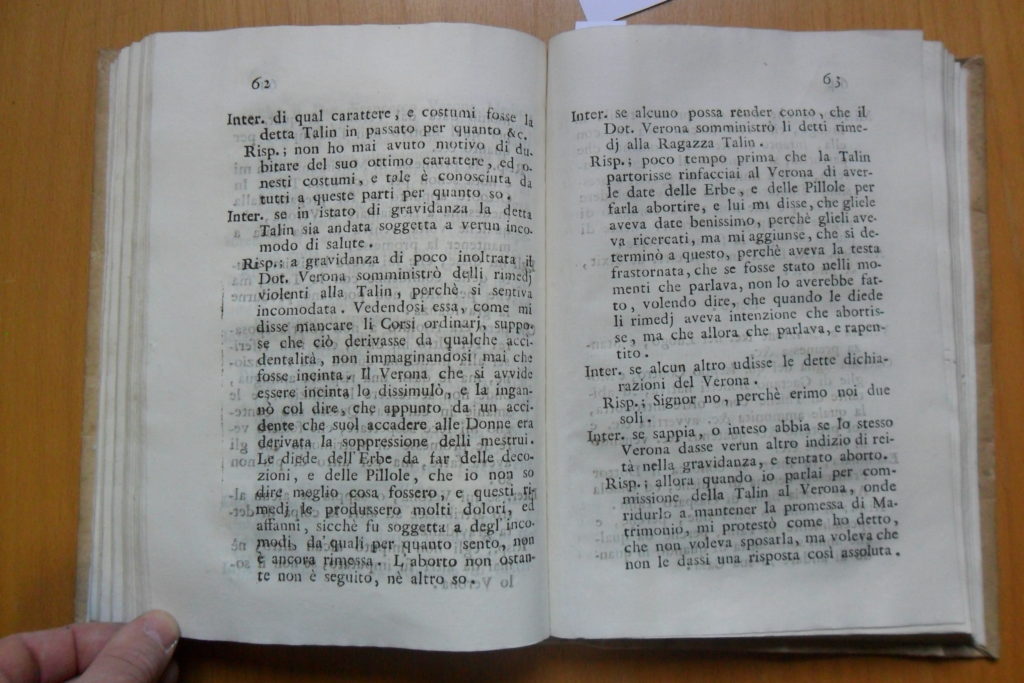 62
Inter. di qual carattere, e costumi fosse la
detta Talin in passato per quanto &c.
Risp.; non ho mai avuto motivo di du-
bitare del suo ottimo carattere, ed o-
nesti costumi, e tale è conosciuta da
tutti a queste parti per quanto so.
Inter. se in istato di gravidanza la detta
Talin sia andata soggetta a verun inco-
modo di salute.
Risp.; a gravidanza di poco inoltrata il
Dot. Verona somministrò delli rimedj
violenti alla Talin, perchè si sentiva
incomodata. Vedendosi essa, come mi
disse mancare li Corsi ordinarj, suppo-
se che ciò derivasse da qualche acci-
dentalità, non immaginandosi mai che
fosse incinta. Il Verona che si avvide
essere incinta lo dissimulò, e la ingan-
nò col dire, che appunto da un acci-
dente che suol accadere alle Donne era
derivata la soppressione delli mestrui.
Le diede dell'Erbe da far delle deco-
zioni, e delle Pillole, che io non so
dire meglio cosa fossero, e questi ri-
medj le produssero molti dolori, ed
affanni, sicchè fu soggetta a degl'inco-
modi, da quali per quanto sento, non
è ancora rimessa. L'aborto non ostan-
te non è seguito, nè altro so.
63
Inter. se alcuno possa render conto, che il
Dot. Verona somministrò li detti rime-
dj alla Ragazza Talin.
Risp.; poco tempo prima che la Talin
partorisse rinfacciai al Verona di aver-
le date delle Erbe, e delle Pillole per
farla abortire, e lui mi disse, che gliele
aveva date benissimo, perchè glieli ave-
va ricercati, ma mi aggiunse, che si de-
terminò a questo, perchè aveva la testa
frastornata, che se fosse stato nelli mo-
menti che parlava, non lo averebbe fat-
to, volendo dire, che quando le diede
li rimedj aveva intenzione che abortis-
se, ma che allora che parlava, e rapen-
tito.
Inter. se alcun altro udisse le dette dichia-
razioni del Verona.
Risp.; Signor no, perchè erimo noi due
soli.
Inter. se sappia, o inteso abbia se lo stesso
Verona dasse verun altro indizio di rei-
tà nella gravidanza, e tentato aborto.
Risp.; allora quando io parlai per com-
missione della Talin al Verona, onde
ridurlo a mantener la promessa di Ma-
trimonio, mi protestò come ho detto,
che non voleva sposarla, ma voleva che
non le dassi una risposta così assoluta.